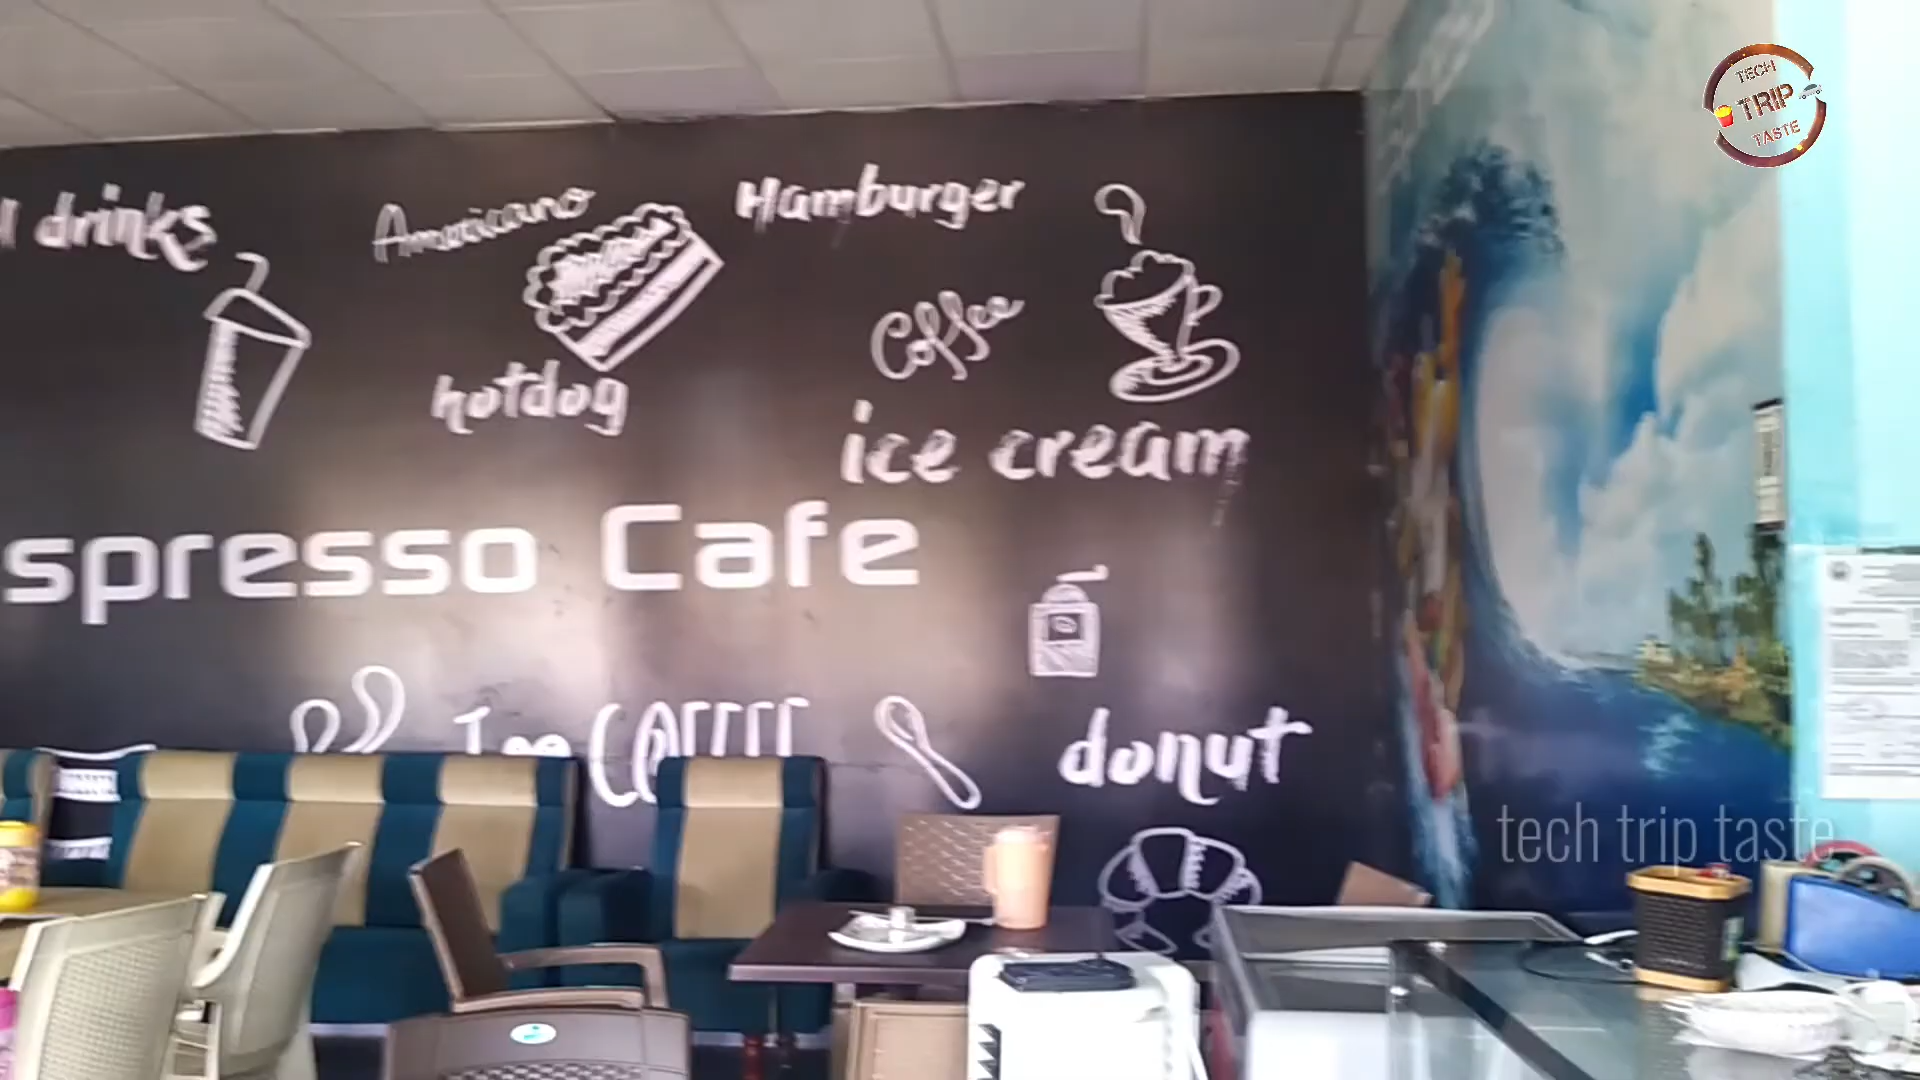 TECH
TRIP
TASTE
drinks
Americano
Hamburger
Coffee
hotdog
ice cream
spresso Cafe
donut
tech trip taste